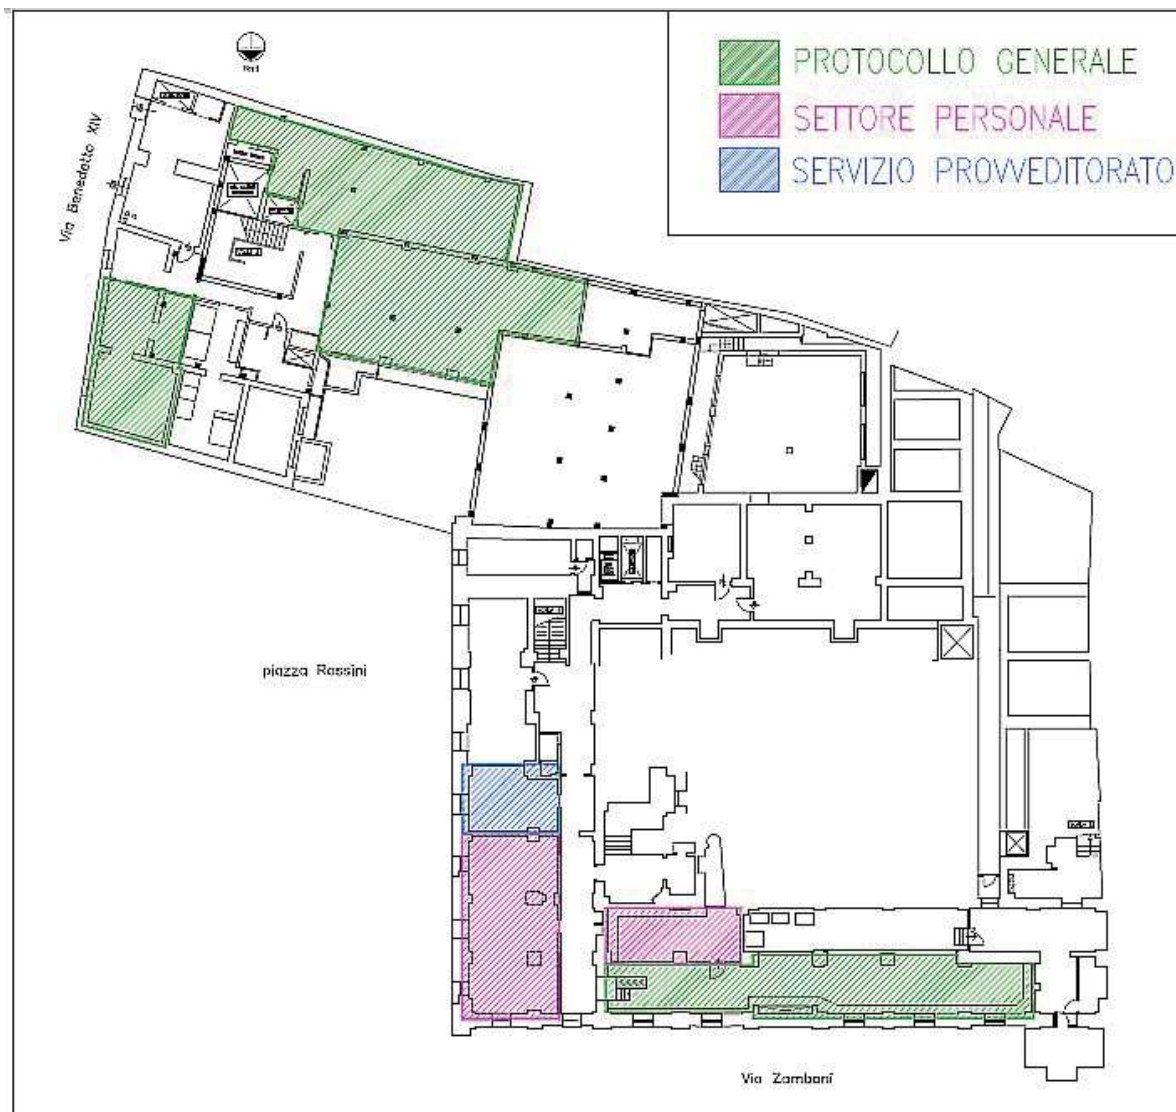 PROTOCOLLO GENERALE
SETTORE PERSONALE
SERVIZIO PROVVEDITORATO
Via Benedetto XIV
piazza Rossini
Via Zamboni